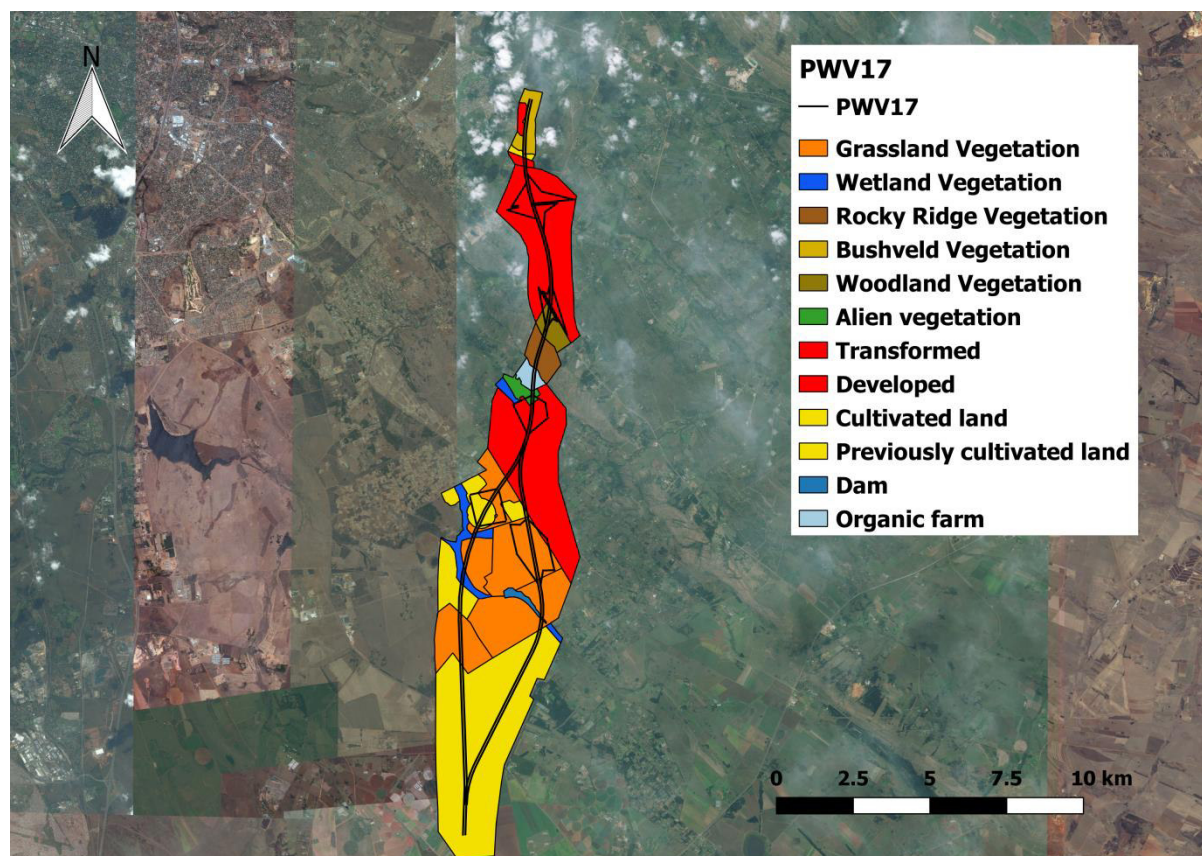 N
PWV17
PWV17
Grassland Vegetation
Wetland Vegetation
Rocky Ridge Vegetation
Bushveld Vegetation
Woodland Vegetation
Alien vegetation
Transformed
Developed
Cultivated land
Previously cultivated land
Dam
Organic farm
0 2.5 5 7.5 10 km